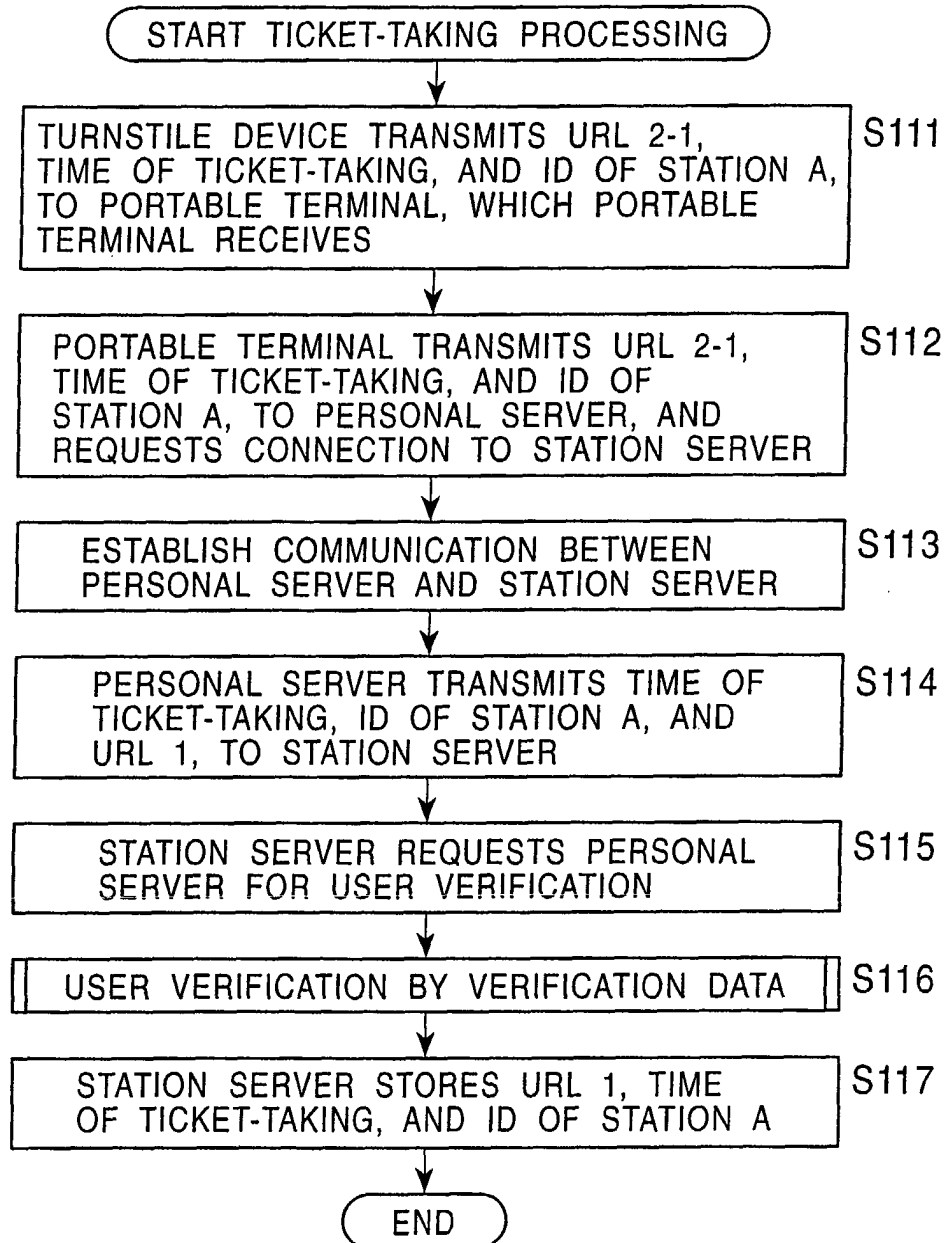 START TICKET-TAKING PROCESSING
TURNSTILE DEVICE TRANSMITS URL 2-1,
TIME OF TICKET-TAKING, AND ID OF STATION A,
TO PORTABLE TERMINAL, WHICH PORTABLE
TERMINAL RECEIVES
S111
PORTABLE TERMINAL TRANSMITS URL 2-1,
TIME OF TICKET-TAKING, AND ID OF
STATION A, TO PERSONAL SERVER, AND
REQUESTS CONNECTION TO STATION SERVER
S112
ESTABLISH COMMUNICATION BETWEEN
PERSONAL SERVER AND STATION SERVER
S113
PERSONAL SERVER TRANSMITS TIME OF
TICKET-TAKING, ID OF STATION A, AND
URL 1, TO STATION SERVER
S114
STATION SERVER REQUESTS PERSONAL
SERVER FOR USER VERIFICATION
S115
USER VERIFICATION BY VERIFICATION DATA
S116
STATION SERVER STORES URL 1, TIME
OF TICKET-TAKING, AND ID OF STATION A
S117
END